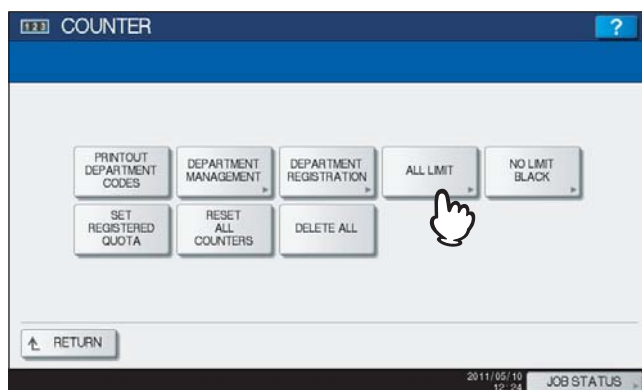 123 COUNTER
?
PRINTOUT
DEPARTMENT
CODES
DEPARTMENT
MANAGEMENT
DEPARTMENT
REGISTRATION
ALL LIMIT
NO LIMIT
BLACK
SET
REGISTERED
QUOTA
RESET
ALL
COUNTERS
DELETE ALL
RETURN
2011/05/10
12:24
JOB STATUS